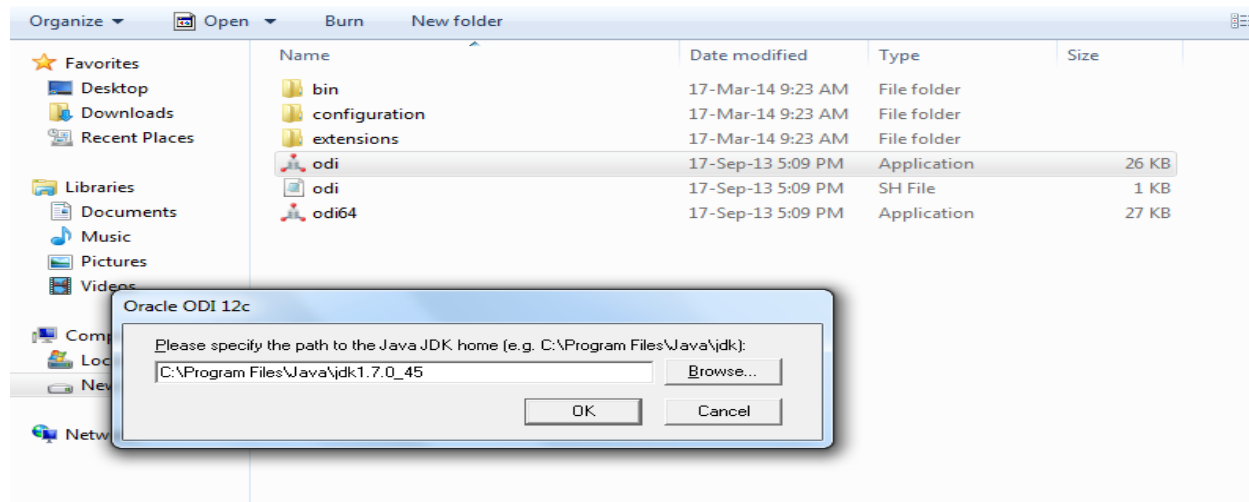 Organize Open Burn New folder
Name Date modified Type Size
Favorites
Desktop
Downloads
Recent Places
Libraries
Documents
Music
Pictures
Videos
bin 17-Mar-14 9:23 AM File folder
configuration 17-Mar-14 9:23 AM File folder
extensions 17-Mar-14 9:23 AM File folder
odi 17-Sep-13 5:09 PM Application 26 KB
odi 17-Sep-13 5:09 PM SH File 1 KB
odi64 17-Sep-13 5:09 PM Application 27 KB
Comp
Loc
New
Netw
Oracle ODI 12c
Please specify the path to the Java JDK home (e.g. C:\Program Files\Java\jdk):
C:\Program Files\Java\jdk1.7.0_45
Browse...
OK Cancel